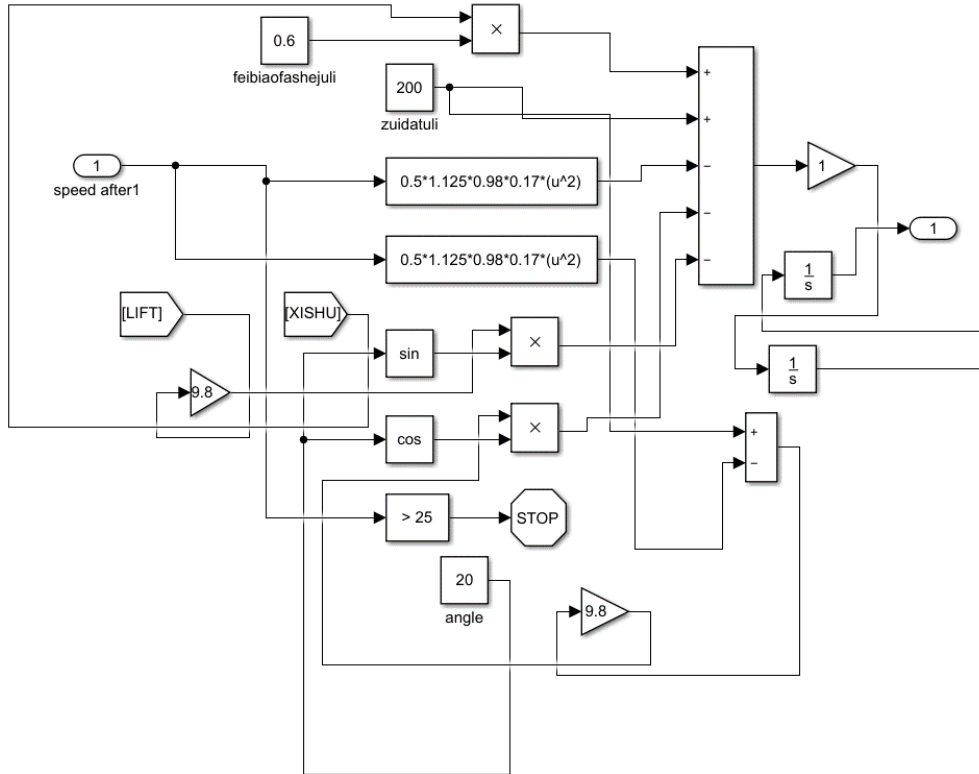 ×
0.6
feibiaofashejuli
200
zuidatuli
+
+
−
−
−
1
1
speed after1
0.5*1.125*0.98*0.17*(u^2)
0.5*1.125*0.98*0.17*(u^2)
1
1
s
[LIFT]
[XISHU]
sin
×
1
s
9.8
cos
×
+
−
> 25
STOP
20
angle
9.8